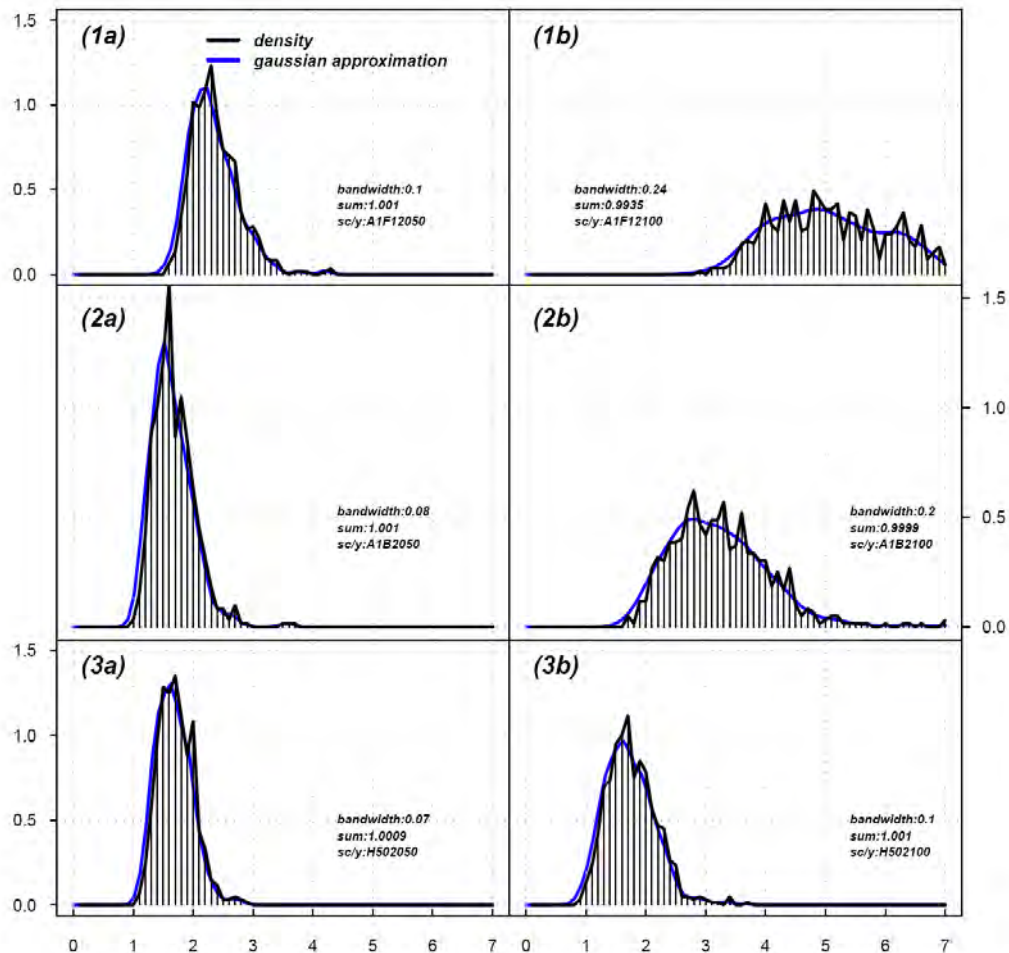 1.5
1.0
0.5
0.0
(1a)
density
gaussian approximation
bandwidth:0.1
sum:1.001
sc/y:A1F12050
(1b)
bandwidth:0.24
sum:0.9935
sc/y:A1F12100
(2a)
bandwidth:0.08
sum:1.001
sc/y:A1B2050
(2b)
bandwidth:0.2
sum:0.9999
sc/y:A1B2100
1.5
1.0
0.5
0.0
1.5
1.0
0.5
0.0
(3a)
bandwidth:0.07
sum:1.0009
sc/y:H502050
(3b)
bandwidth:0.1
sum:1.001
sc/y:H502100
0 1 2 3 4 5 6 7
0 1 2 3 4 5 6 7